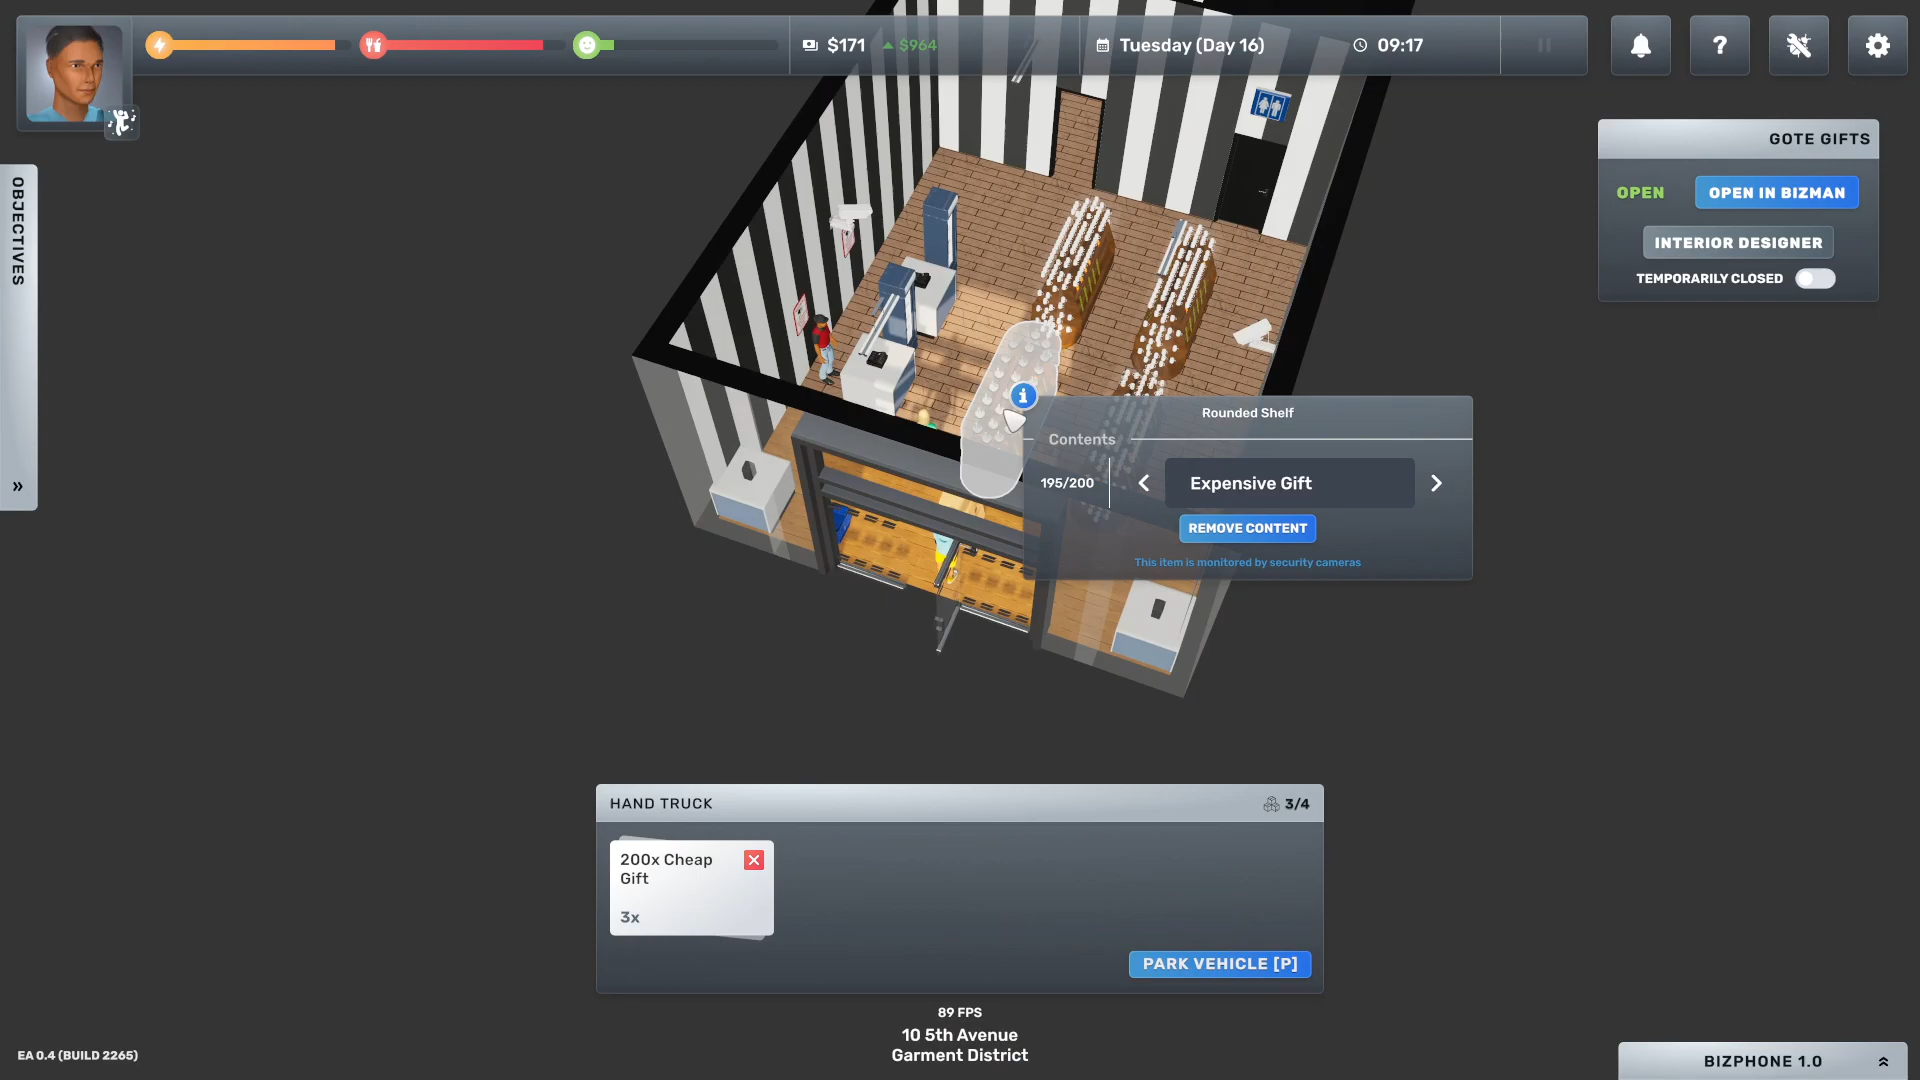 $171
$964
Tuesday (Day 16)
09:17
?
OBJECTIVES
»
GOTE GIFTS
OPEN
OPEN IN BIZMAN
INTERIOR DESIGNER
TEMPORARILY CLOSED
i
Rounded Shelf
Contents
195/200
Expensive Gift
REMOVE CONTENT
This item is monitored by security cameras
HAND TRUCK
3/4
200x Cheap
Gift
3x
PARK VEHICLE [P]
89 FPS
10 5th Avenue
Garment District
EA 0.4 (BUILD 2265)
BIZPHONE 1.0